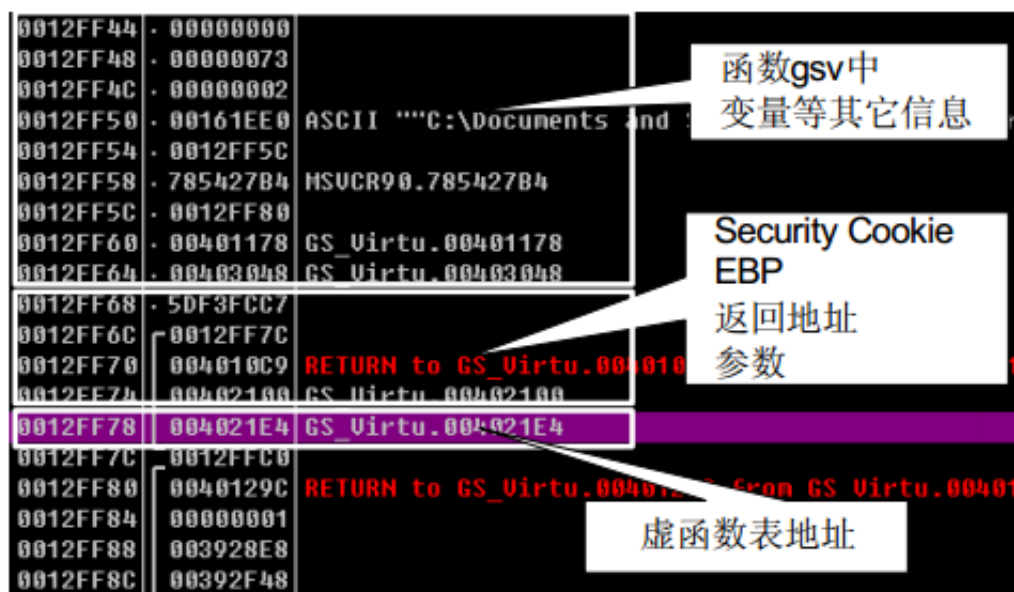 0012FF44 . 00000000
0012FF48 . 00000073
0012FF4C . 00000002
函数gsv中
变量等其它信息
0012FF50 . 00161EE0 ASCII """C:\Documents and
0012FF54 . 0012FF5C
0012FF58 . 785427B4 MSVCR90.785427B4
0012FF5C . 0012FF80
0012FF60 . 00401178 GS_Virtu.00401178
0012FF64 . 00403048 GS_Virtu.00403048
Security Cookie
EBP
返回地址
参数
0012FF68 . 5DF3FCC7
0012FF6C 0012FF7C
0012FF70 004010C9 RETURN to GS_Virtu.004010
0012FF74 00402100 GS_Virtu.00402100
0012FF78 004021E4 GS_Virtu.004021E4
0012FF7C 0012FFC0
0012FF80 0040129C RETURN to GS_Virtu. from GS_Virtu.00401
0012FF84 00000001
虚函数表地址
0012FF88 003928E8
0012FF8C 00392F48